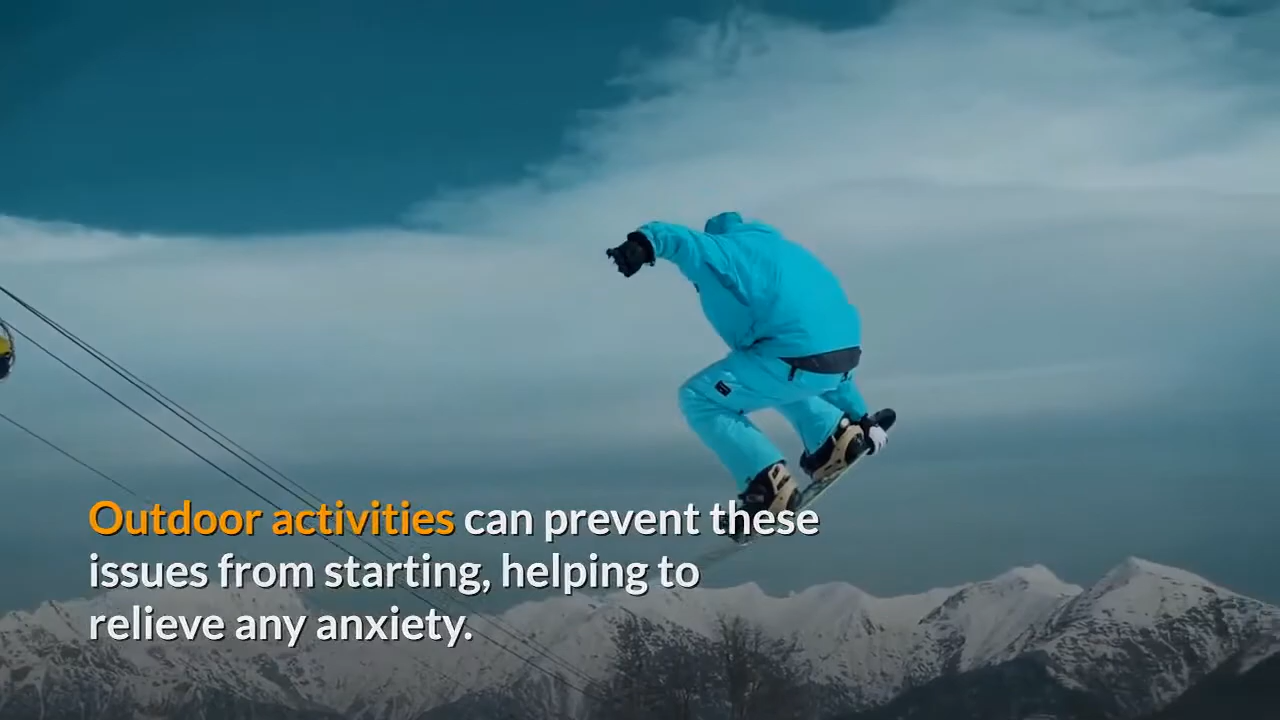 Outdoor activities can prevent these
issues from starting, helping to
relieve any anxiety.